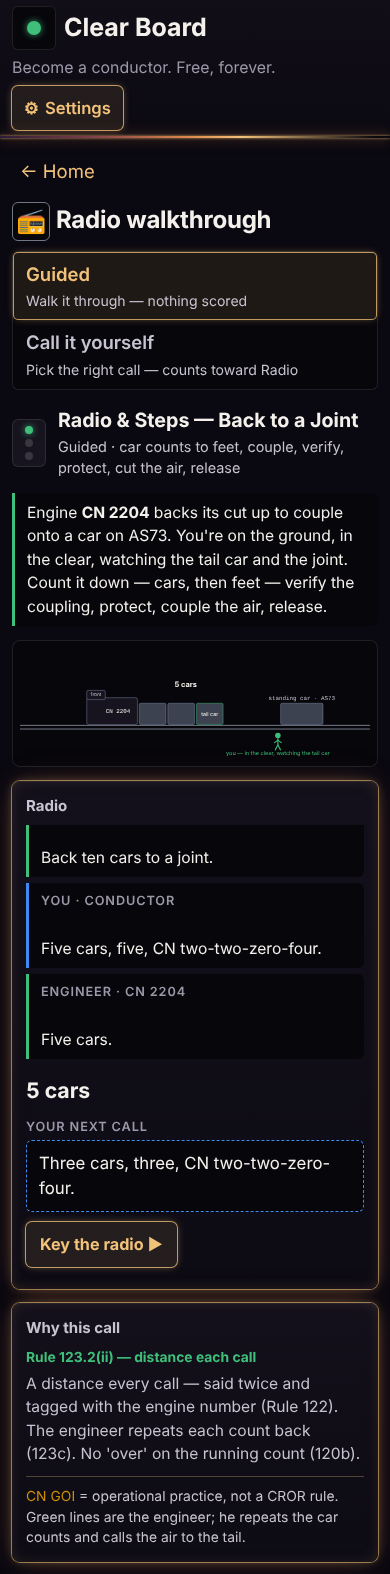 Clear Board
Become a conductor. Free, forever.
⚙ Settings
← Home
Radio walkthrough
Guided
Walk it through — nothing scored
Call it yourself
Pick the right call — counts toward Radio
Radio & Steps — Back to a Joint
Guided · car counts to feet, couple, verify,
protect, cut the air, release
Engine CN 2204 backs its cut up to couple
onto a car on AS73. You're on the ground, in
the clear, watching the tail car and the joint.
Count it down — cars, then feet — verify the
coupling, protect, couple the air, release.
5 cars
front
CN 2204
tail car
standing car · AS73
you — in the clear, watching the tail car
Radio
Back ten cars to a joint.
YOU · CONDUCTOR
Five cars, five, CN two-two-zero-four.
ENGINEER · CN 2204
Five cars.
5 cars
YOUR NEXT CALL
Three cars, three, CN two-two-zero-
four.
Key the radio ▶
Why this call
Rule 123.2(ii) — distance each call
A distance every call — said twice and
tagged with the engine number (Rule 122).
The engineer repeats each count back
(123c). No 'over' on the running count (120b).
CN GOI = operational practice, not a CROR rule.
Green lines are the engineer; he repeats the car
counts and calls the air to the tail.